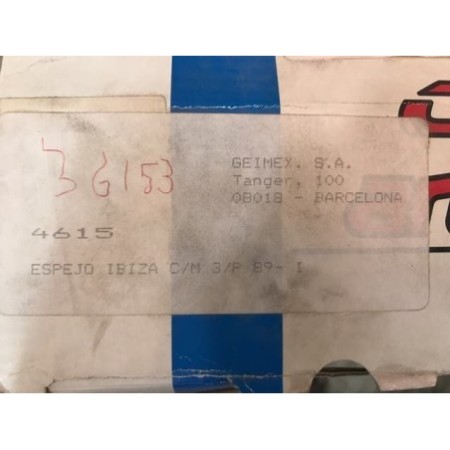 GEIMEX. S.A.
Tanger, 100
08018 - BARCELONA
3G153
4615
ESPEJO IBIZA C/M 3/P 89- I